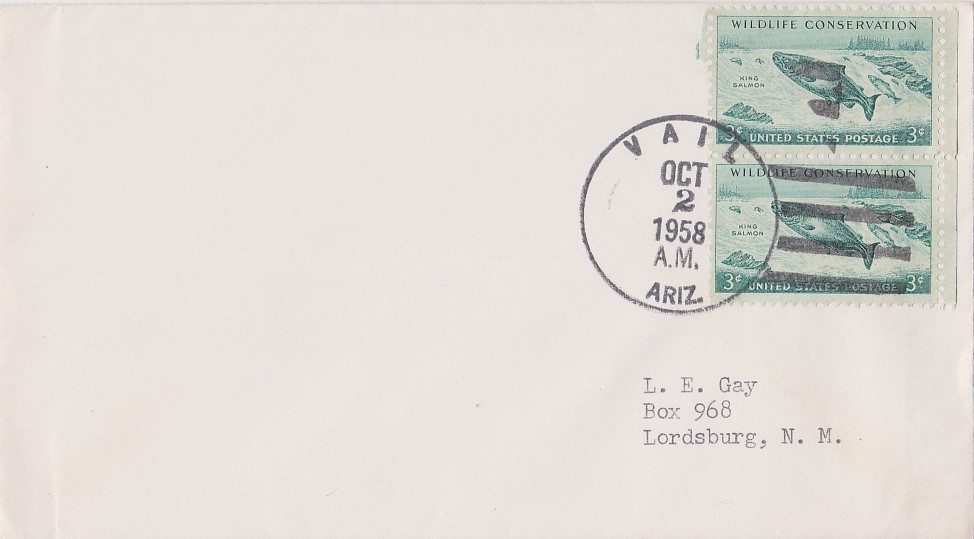 WILDLIFE CONSERVATION
KING
SALMON
3¢ UNITED STATES POSTAGE 3¢
WILDLIFE CONSERVATION
KING
SALMON
3¢ UNITED STATES POSTAGE 3¢
VAIL
OCT
2
1958
A.M.
ARIZ.
L. E. Gay
Box 968
Lordsburg, N. M.